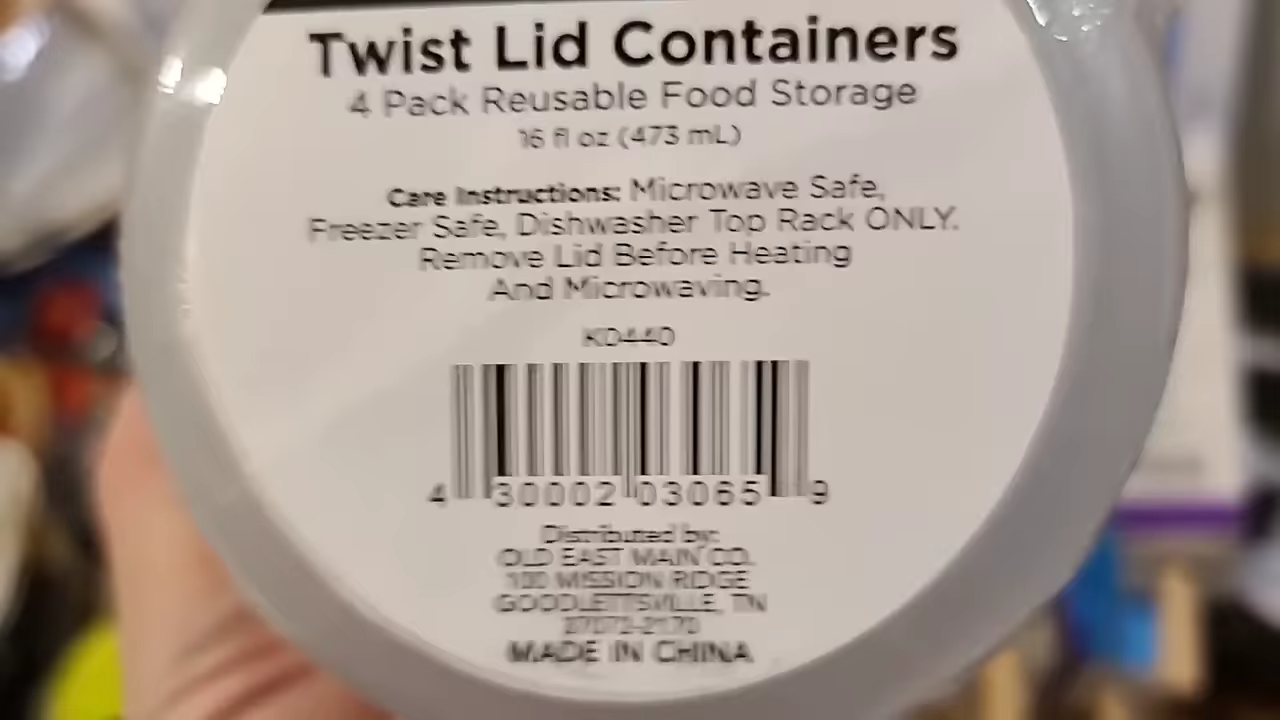 Twist Lid Containers
4 Pack Reusable Food Storage
16 fl oz (473 mL)
Care Instructions: Microwave Safe,
Freezer Safe, Dishwasher Top Rack ONLY.
Remove Lid Before Heating
And Microwaving.
KD440
4 30002 03065 9
Distributed by:
OLD EAST MAIN CO.
100 MISSION RIDGE
GOODLETTSVILLE, TN
37072-2170
MADE IN CHINA